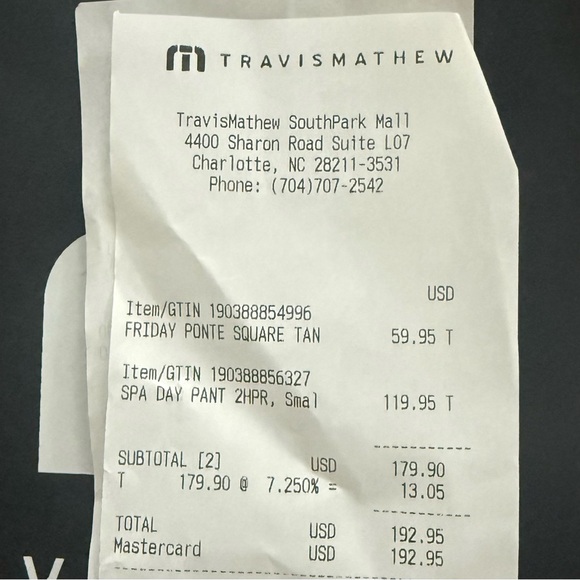 TRAVISMATHEW
TravisMathew SouthPark Mall
4400 Sharon Road Suite L07
Charlotte, NC 28211-3531
Phone: (704)707-2542
USD
Item/GTIN 190388854996
FRIDAY PONTE SQUARE TAN 59.95 T
Item/GTIN 190388856327
SPA DAY PANT 2HPR, Smal 119.95 T
SUBTOTAL [2] USD 179.90
T 179.90 @ 7.250% = 13.05
TOTAL USD 192.95
Mastercard USD 192.95